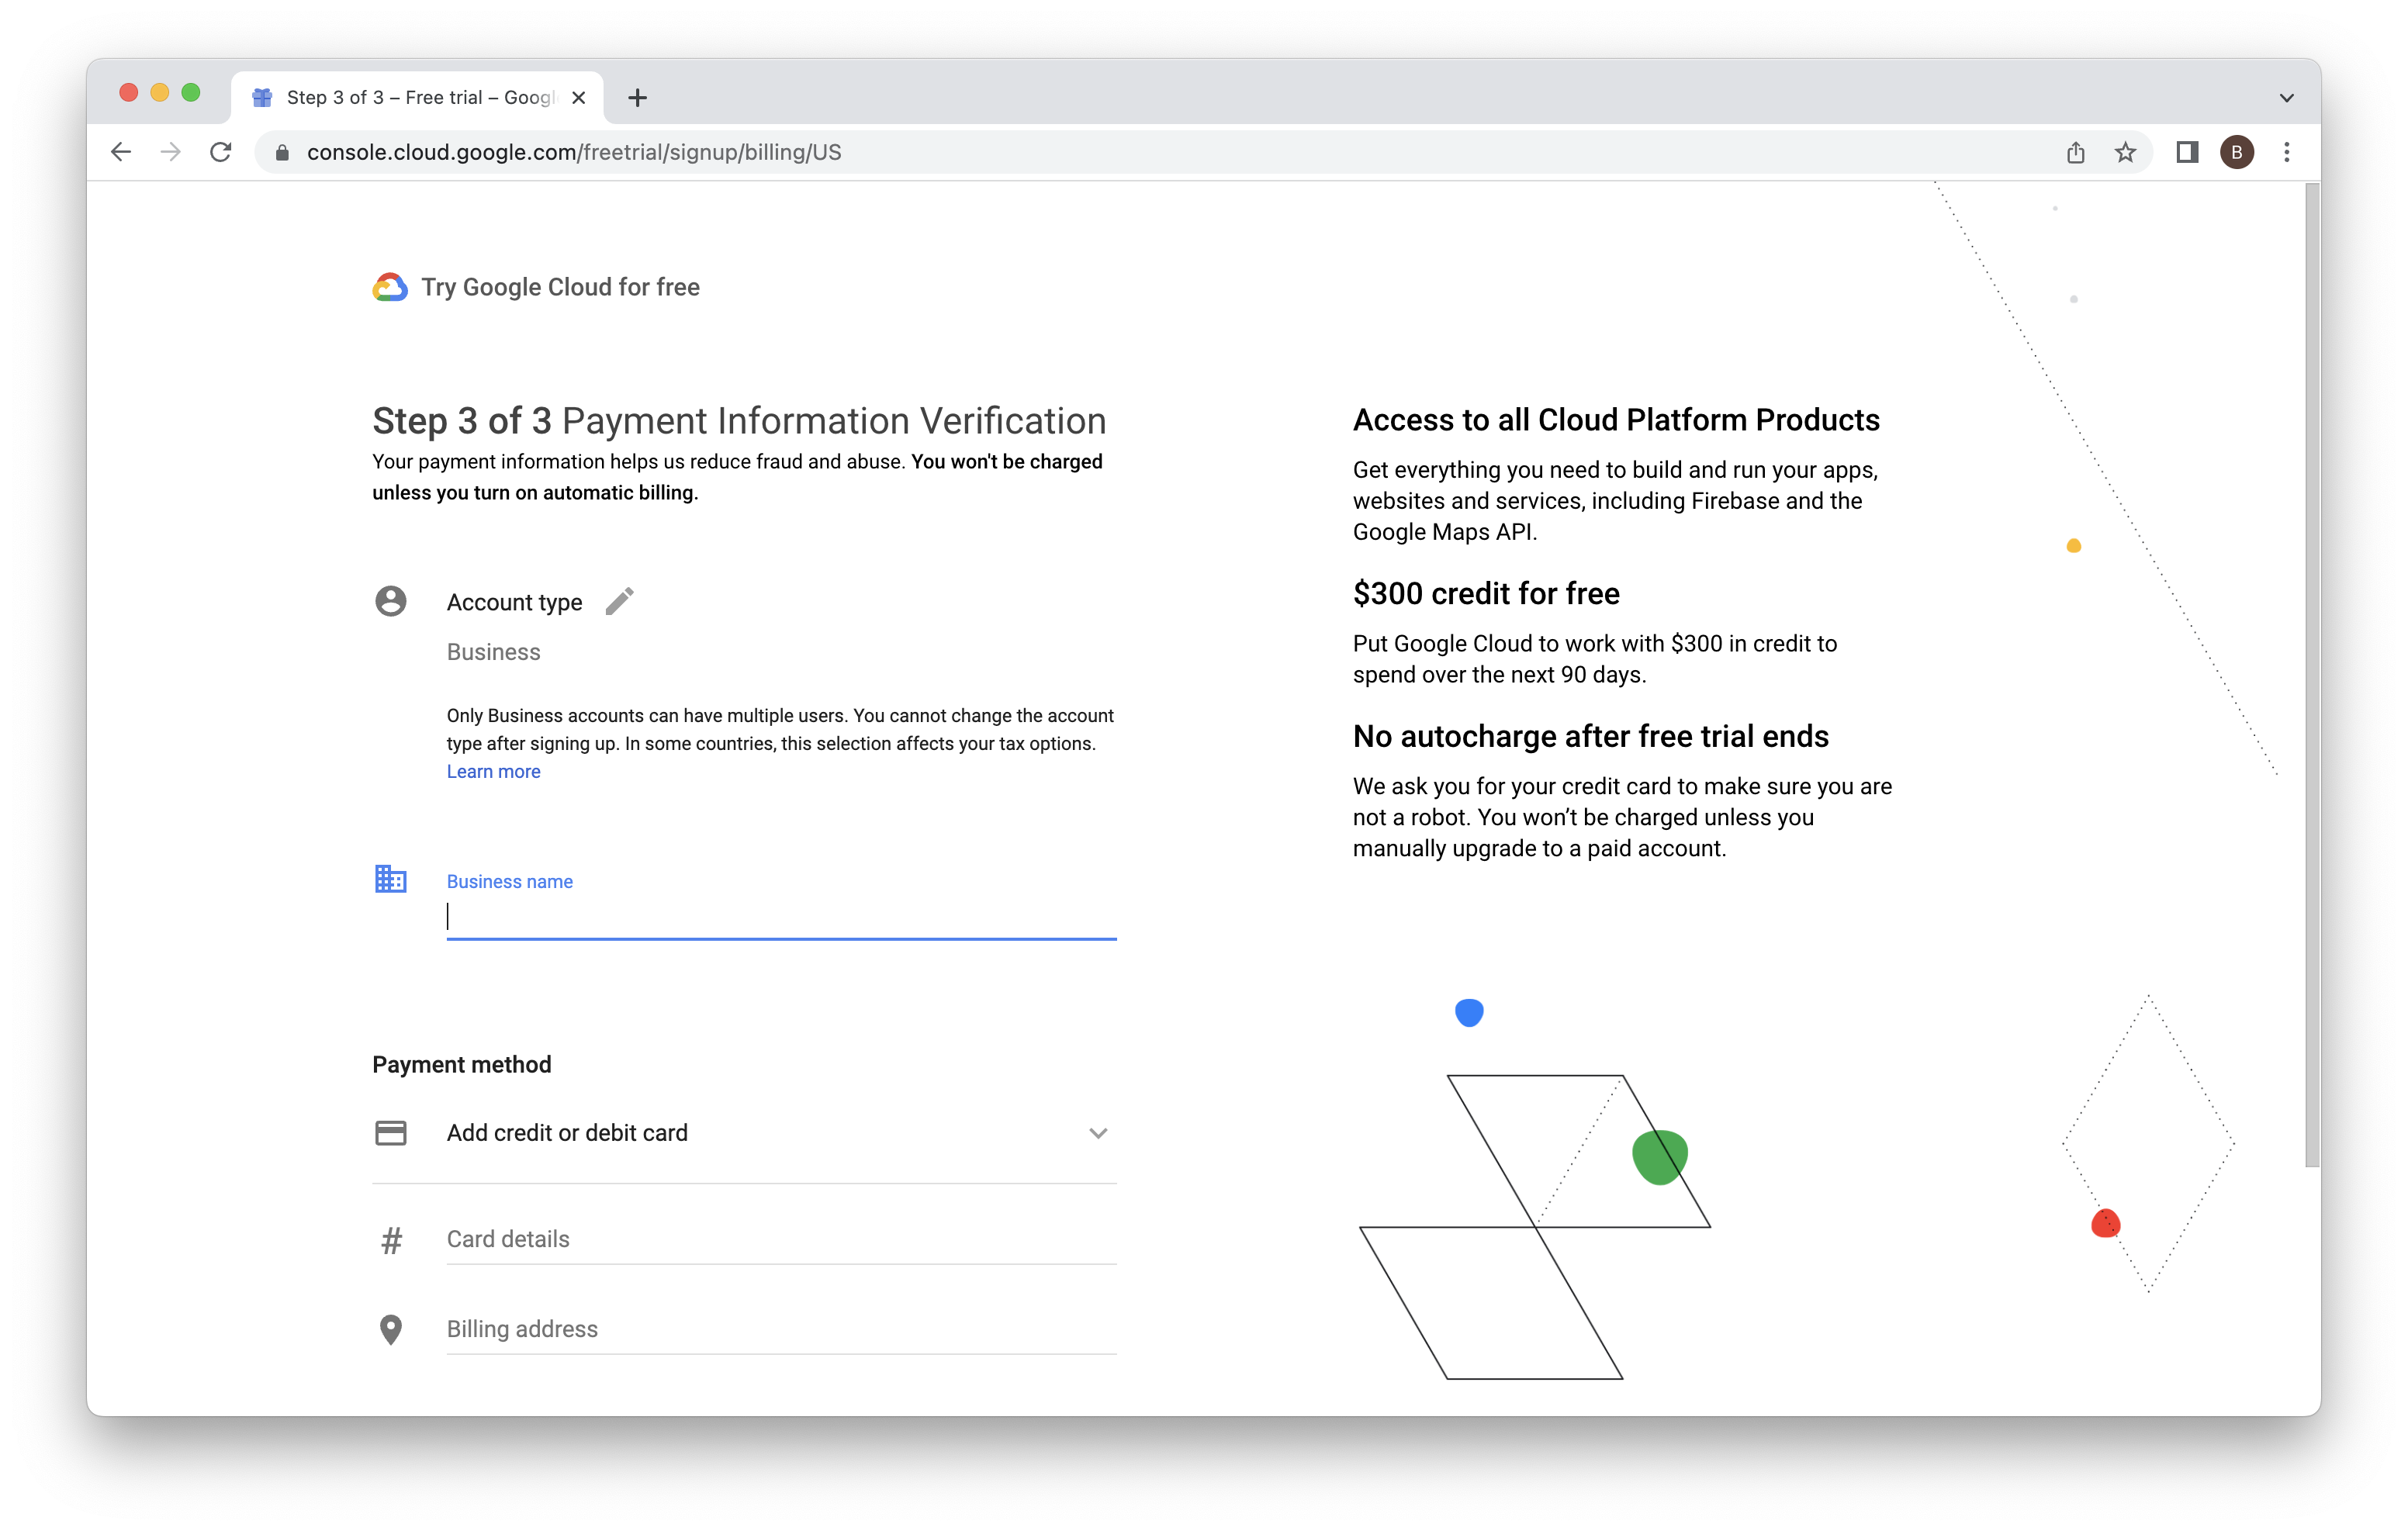 Step 3 of 3 – Free trial – Googl
console.cloud.google.com/freetrial/signup/billing/US
B
Try Google Cloud for free
Step 3 of 3 Payment Information Verification
Your payment information helps us reduce fraud and abuse. You won't be charged
unless you turn on automatic billing.
Account type
Business
Only Business accounts can have multiple users. You cannot change the account
type after signing up. In some countries, this selection affects your tax options.
Learn more
Business name
Payment method
Add credit or debit card
# Card details
Billing address
Access to all Cloud Platform Products
Get everything you need to build and run your apps,
websites and services, including Firebase and the
Google Maps API.
$300 credit for free
Put Google Cloud to work with $300 in credit to
spend over the next 90 days.
No autocharge after free trial ends
We ask you for your credit card to make sure you are
not a robot. You won’t be charged unless you
manually upgrade to a paid account.